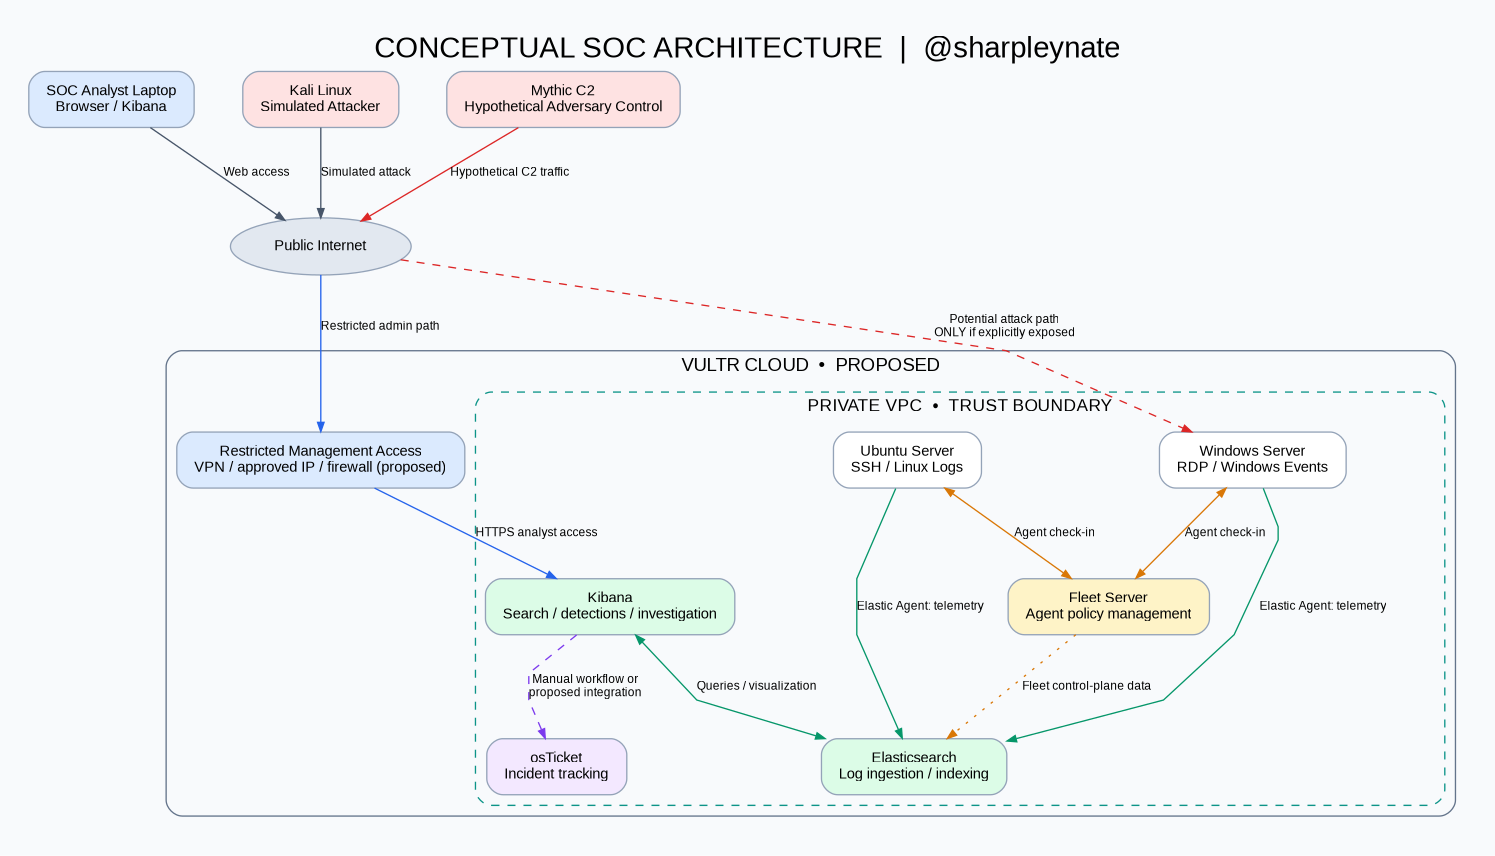 CONCEPTUAL SOC ARCHITECTURE | @sharpleynate
SOC Analyst Laptop
Browser / Kibana
Kali Linux
Simulated Attacker
Mythic C2
Hypothetical Adversary Control
Web access
Simulated attack
Hypothetical C2 traffic
Public Internet
Restricted admin path
Potential attack path
ONLY if explicitly exposed
VULTR CLOUD • PROPOSED
PRIVATE VPC • TRUST BOUNDARY
Restricted Management Access
VPN / approved IP / firewall (proposed)
Ubuntu Server
SSH / Linux Logs
Windows Server
RDP / Windows Events
HTTPS analyst access
Agent check-in
Agent check-in
Kibana
Search / detections / investigation
Elastic Agent: telemetry
Fleet Server
Agent policy management
Elastic Agent: telemetry
Manual workflow or
proposed integration
Queries / visualization
Fleet control-plane data
osTicket
Incident tracking
Elasticsearch
Log ingestion / indexing